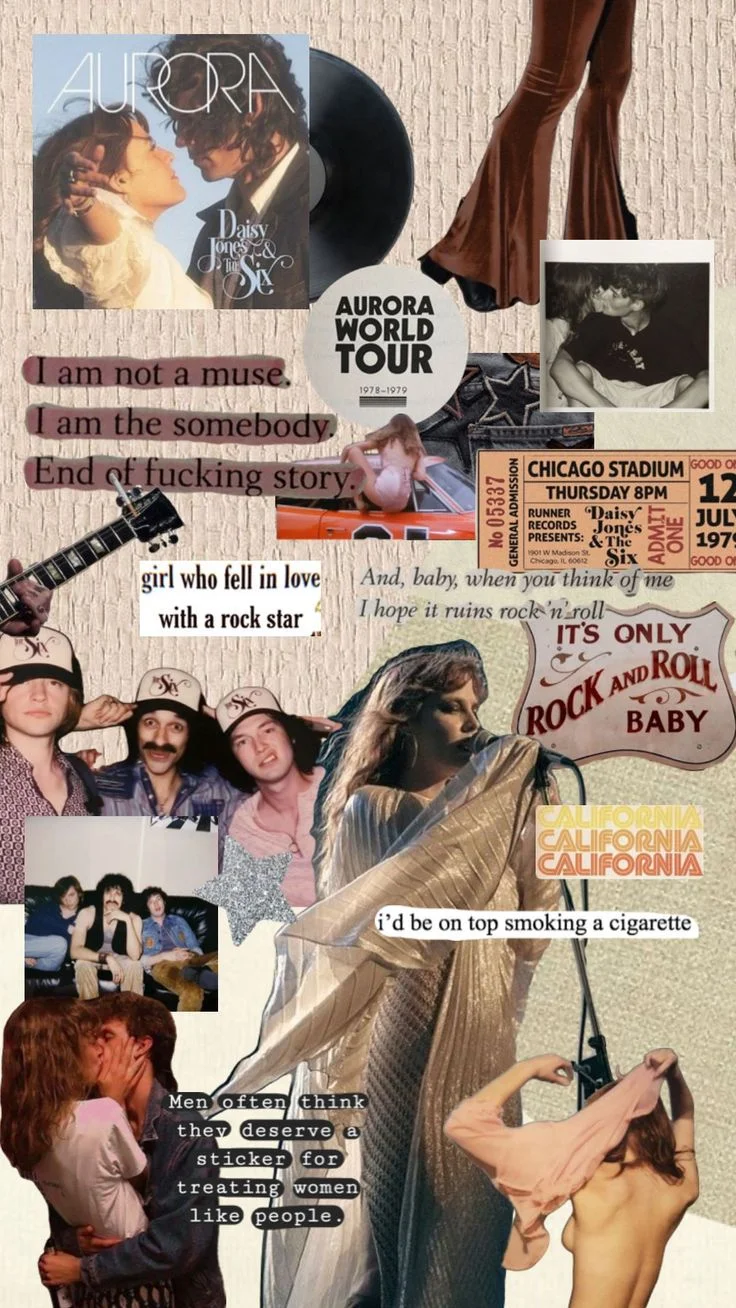 AURORA
Daisy
Jones &
The
Six
AURORA
WORLD
TOUR
1978-1979
I am not a muse.
I am the somebody.
End of fucking story.
No 05337
GENERAL ADMISSION
CHICAGO STADIUM
THURSDAY 8PM
RUNNER
RECORDS
PRESENTS:
1901 W Madison St.
Chicago, IL 60612
Daisy
Jones
& The
Six
ADMIT
ONE
GOOD O
12
JULY
1979
GOOD O
girl who fell in love
with a rock star
And, baby, when you think of me
I hope it ruins rock 'n' roll
IT'S ONLY
ROCK AND ROLL
BABY
The Six
The Six
The Six
CALIFORNIA
CALIFORNIA
CALIFORNIA
i'd be on top smoking a cigarette
Men often think
they deserve a
sticker for
treating women
like people.